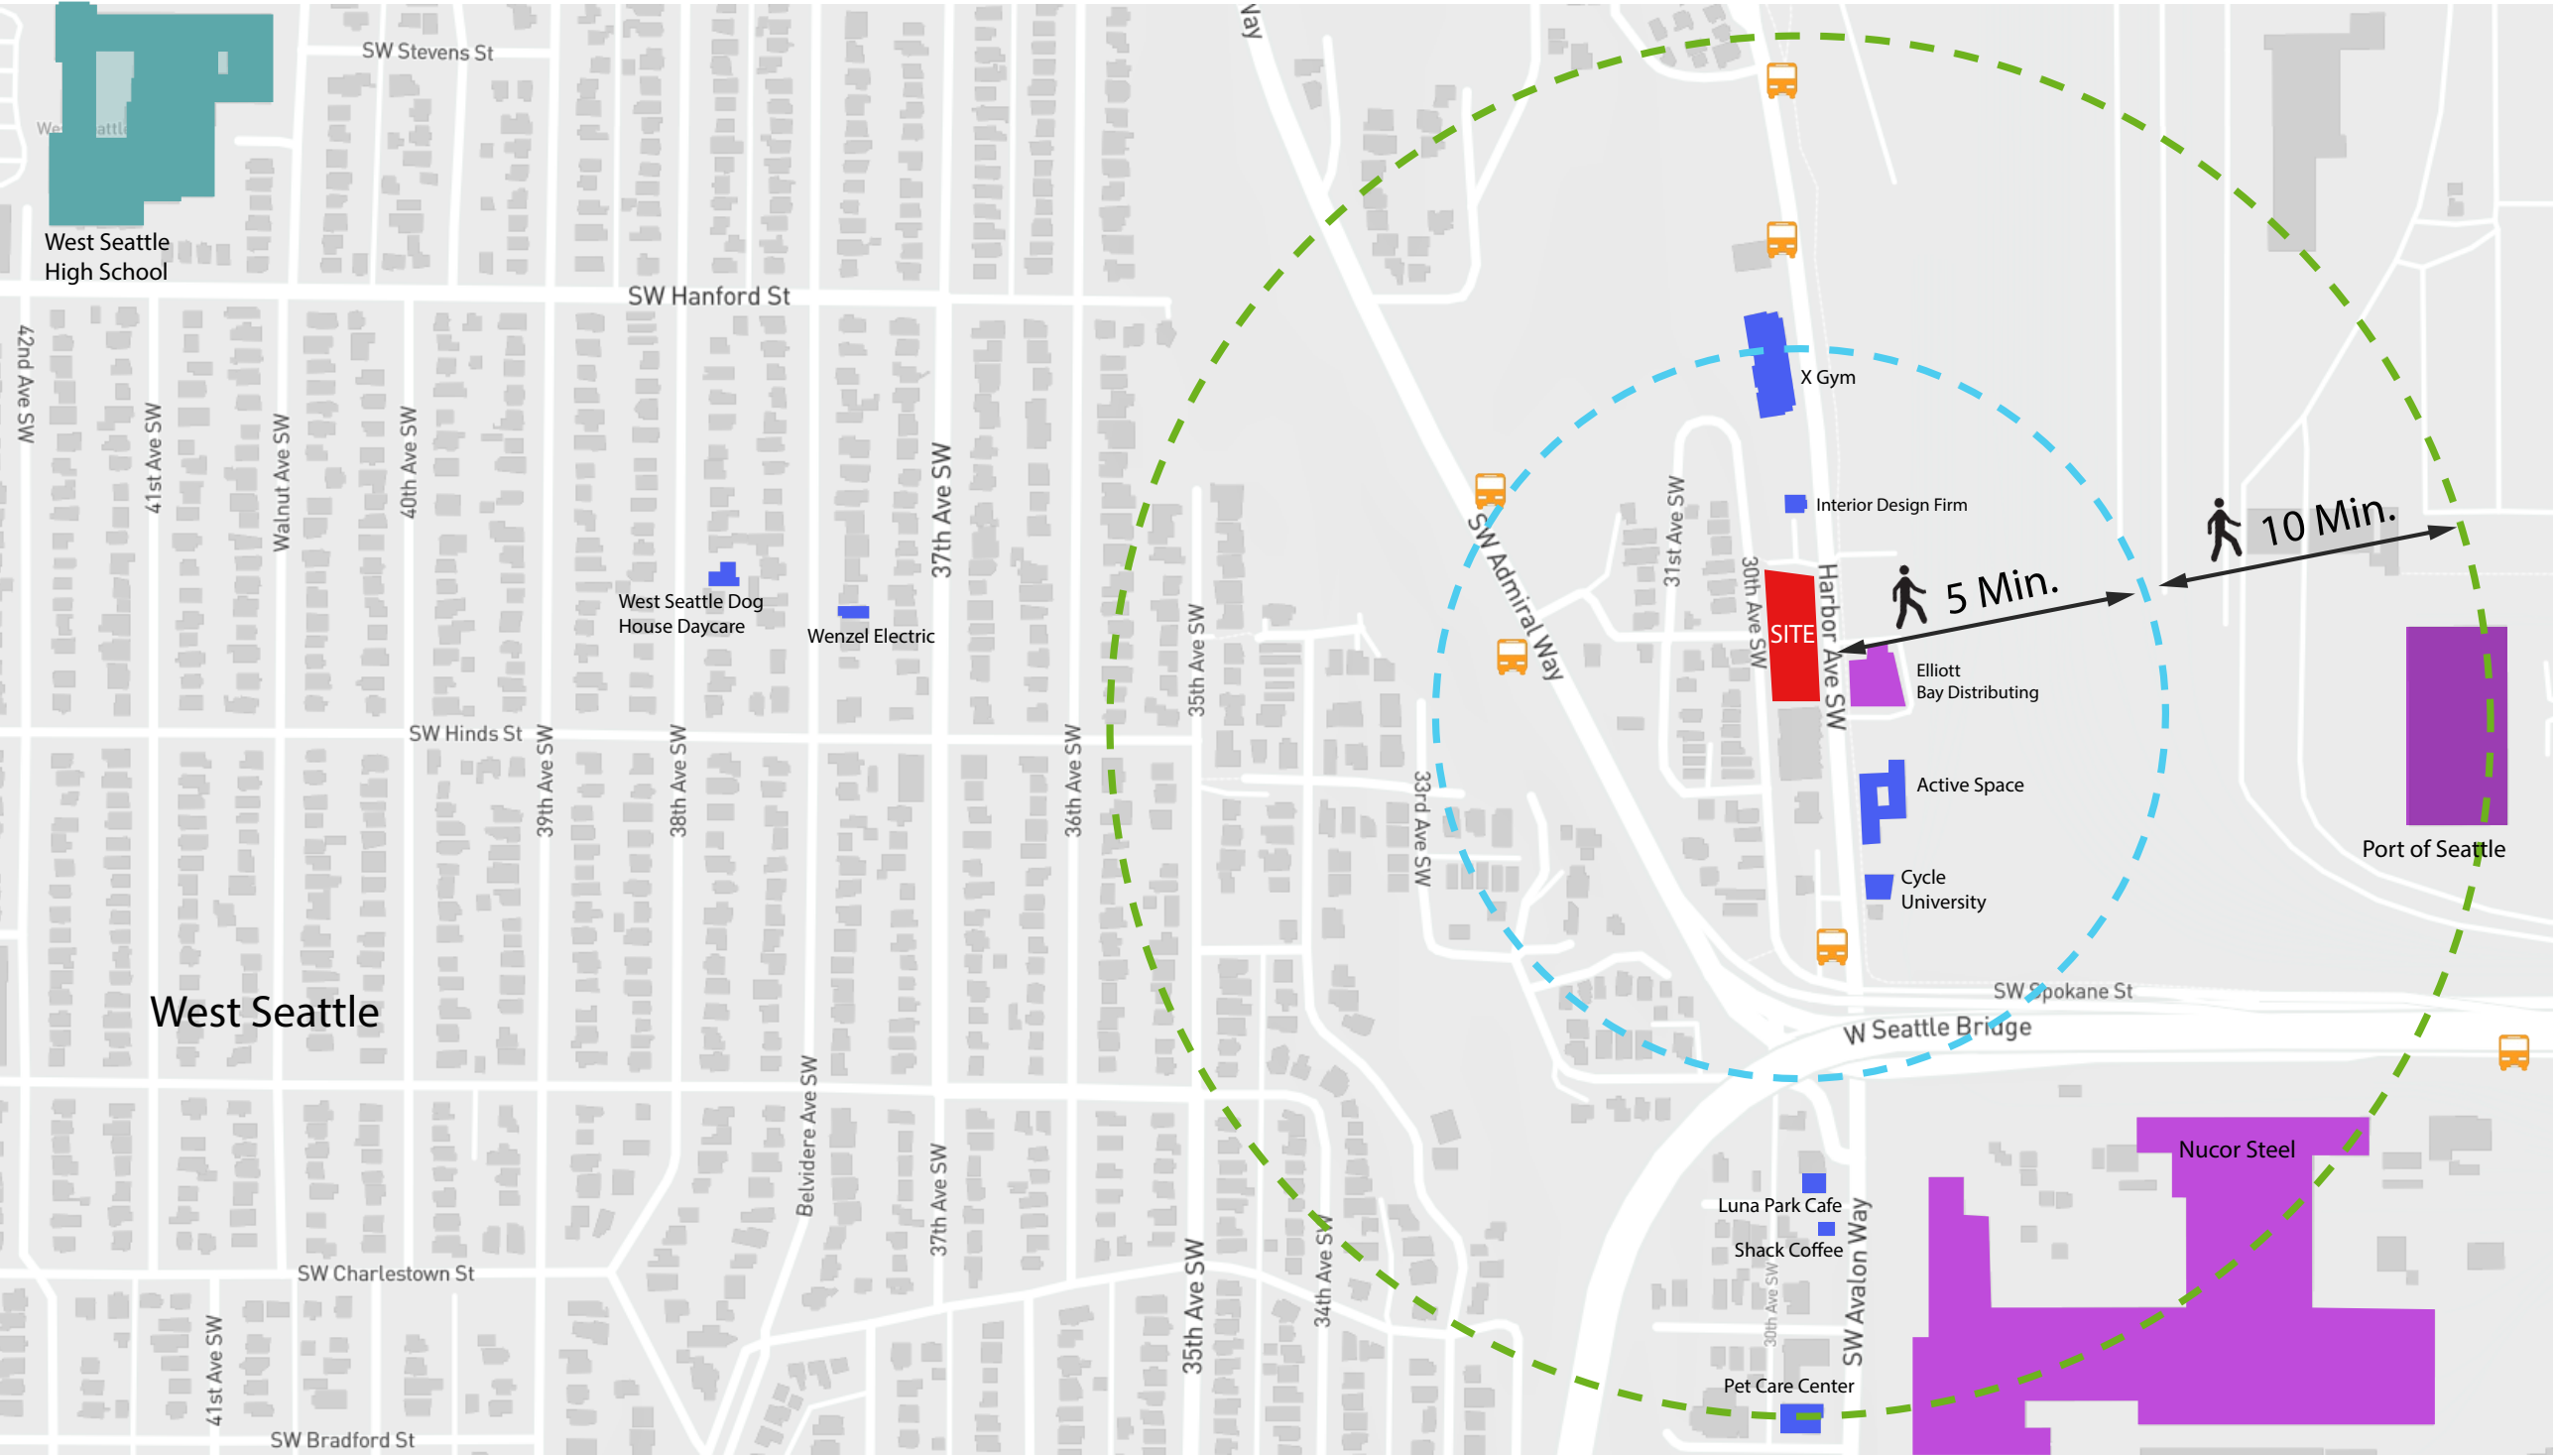 Way
SW Stevens St
West Seattle
High School
SW Hanford St
42nd Ave SW
41st Ave SW
Walnut Ave SW
40th Ave SW
37th Ave SW
X Gym
31st Ave SW
Interior Design Firm
10 Min.
SW Admiral Way
30th Ave SW
Harbor Ave SW
5 Min.
West Seattle Dog
House Daycare
Wenzel Electric
35th Ave SW
SITE
Elliott
Bay Distributing
SW Hinds St
39th Ave SW
38th Ave SW
36th Ave SW
33rd Ave SW
Active Space
Port of Seattle
Cycle
University
West Seattle
SW Spokane St
W Seattle Bridge
Belvidere Ave SW
37th Ave SW
Nucor Steel
Luna Park Cafe
Shack Coffee
34th Ave SW
35th Ave SW
30th Ave SW
SW Avalon Way
SW Charlestown St
41st Ave SW
Pet Care Center
SW Bradford St